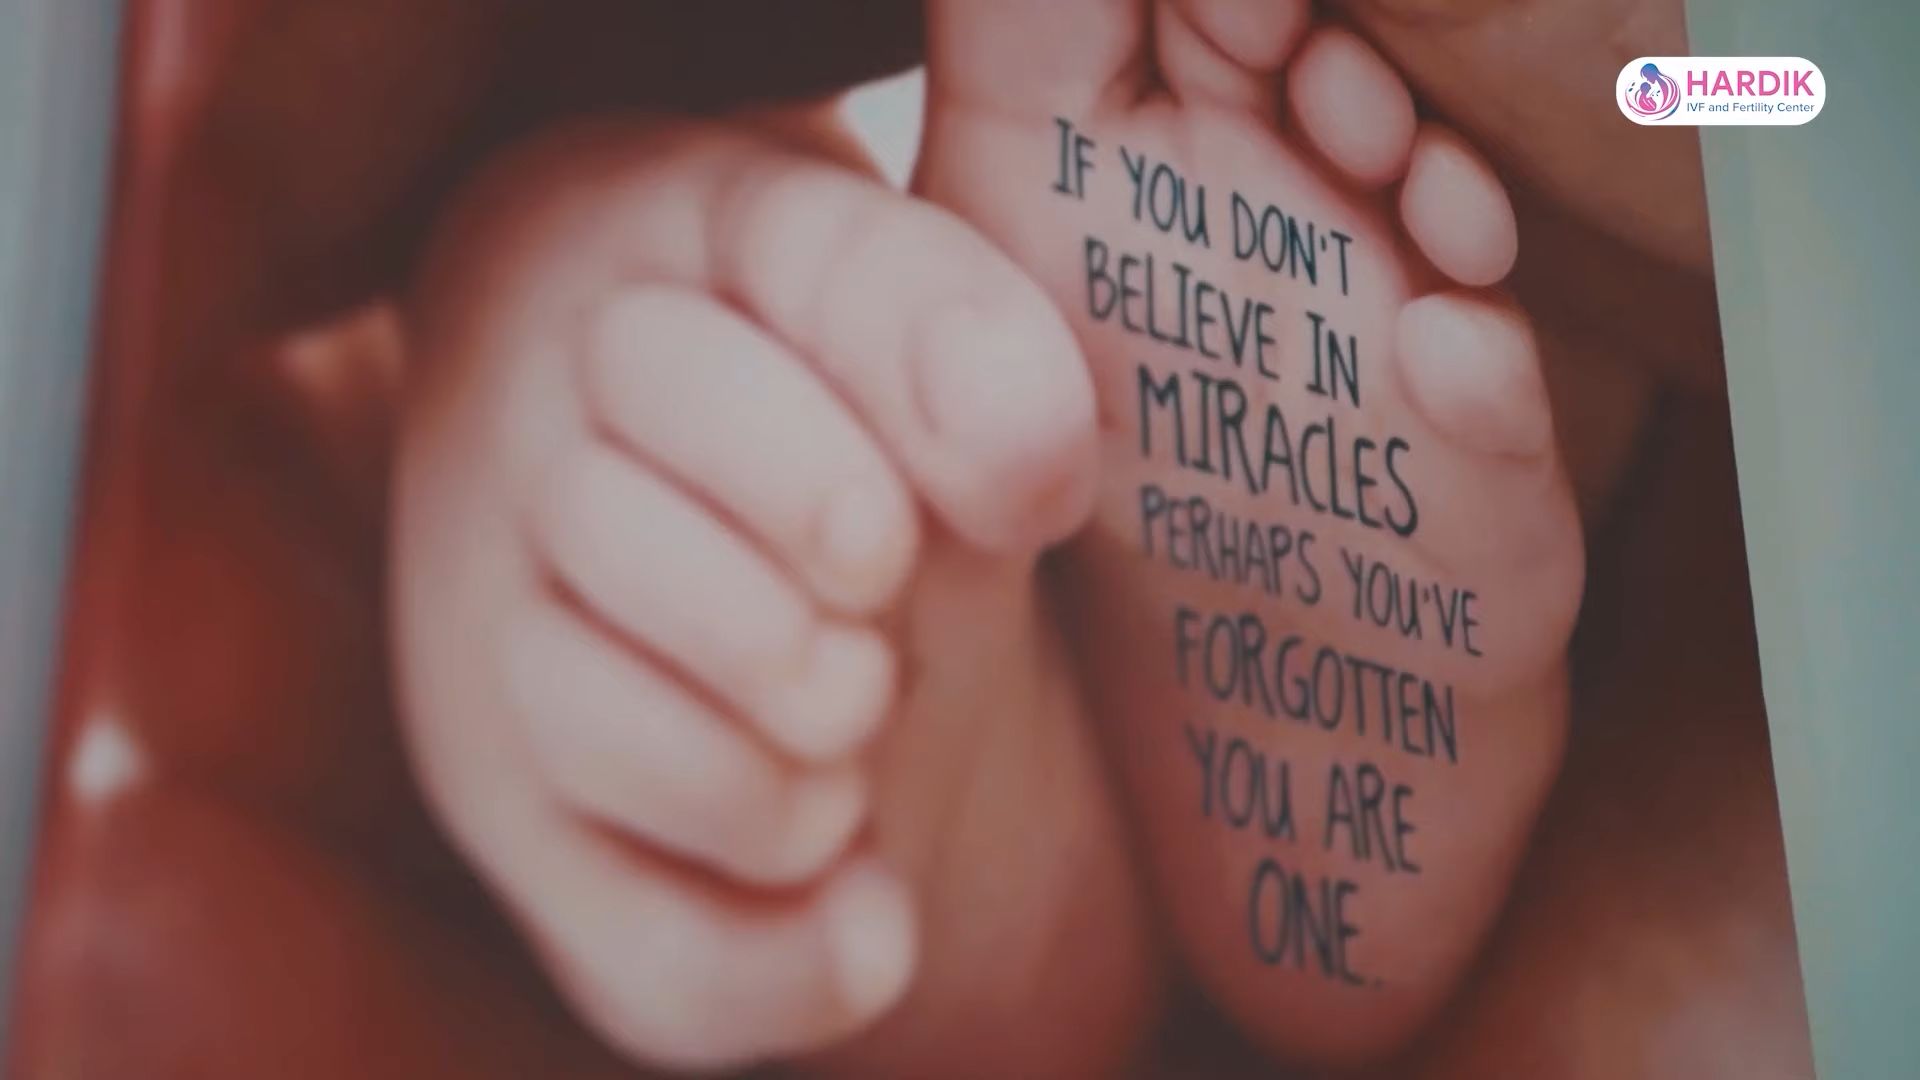 HARDIK
IVF and Fertility Center
IF YOU DON'T
BELIEVE IN
MIRACLES
PERHAPS YOU'VE
FORGOTTEN
YOU ARE
ONE.